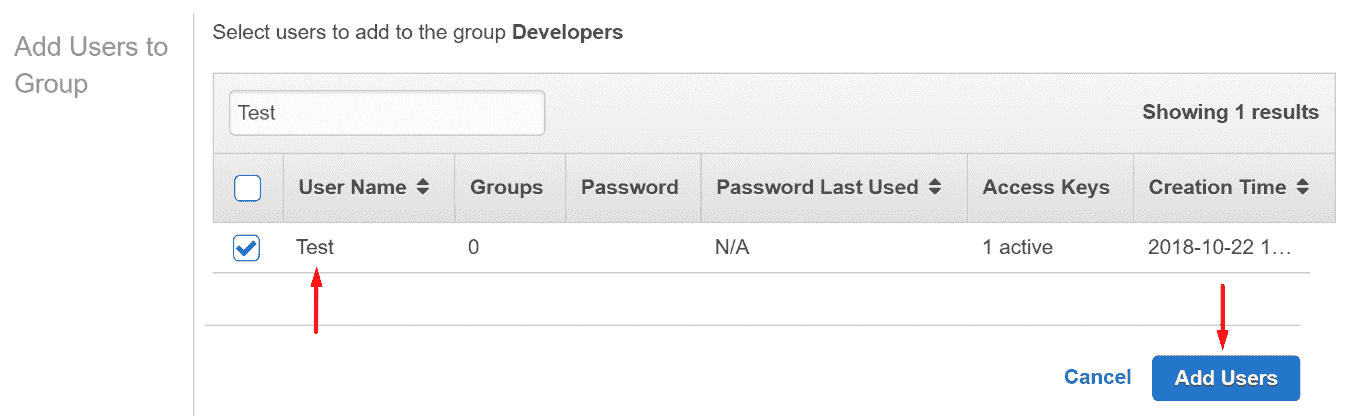 Add Users to
Group
Select users to add to the group Developers
Test
Showing 1 results
User Name Groups Password Password Last Used Access Keys Creation Time
Test 0 N/A 1 active 2018-10-22 1…
Cancel Add Users